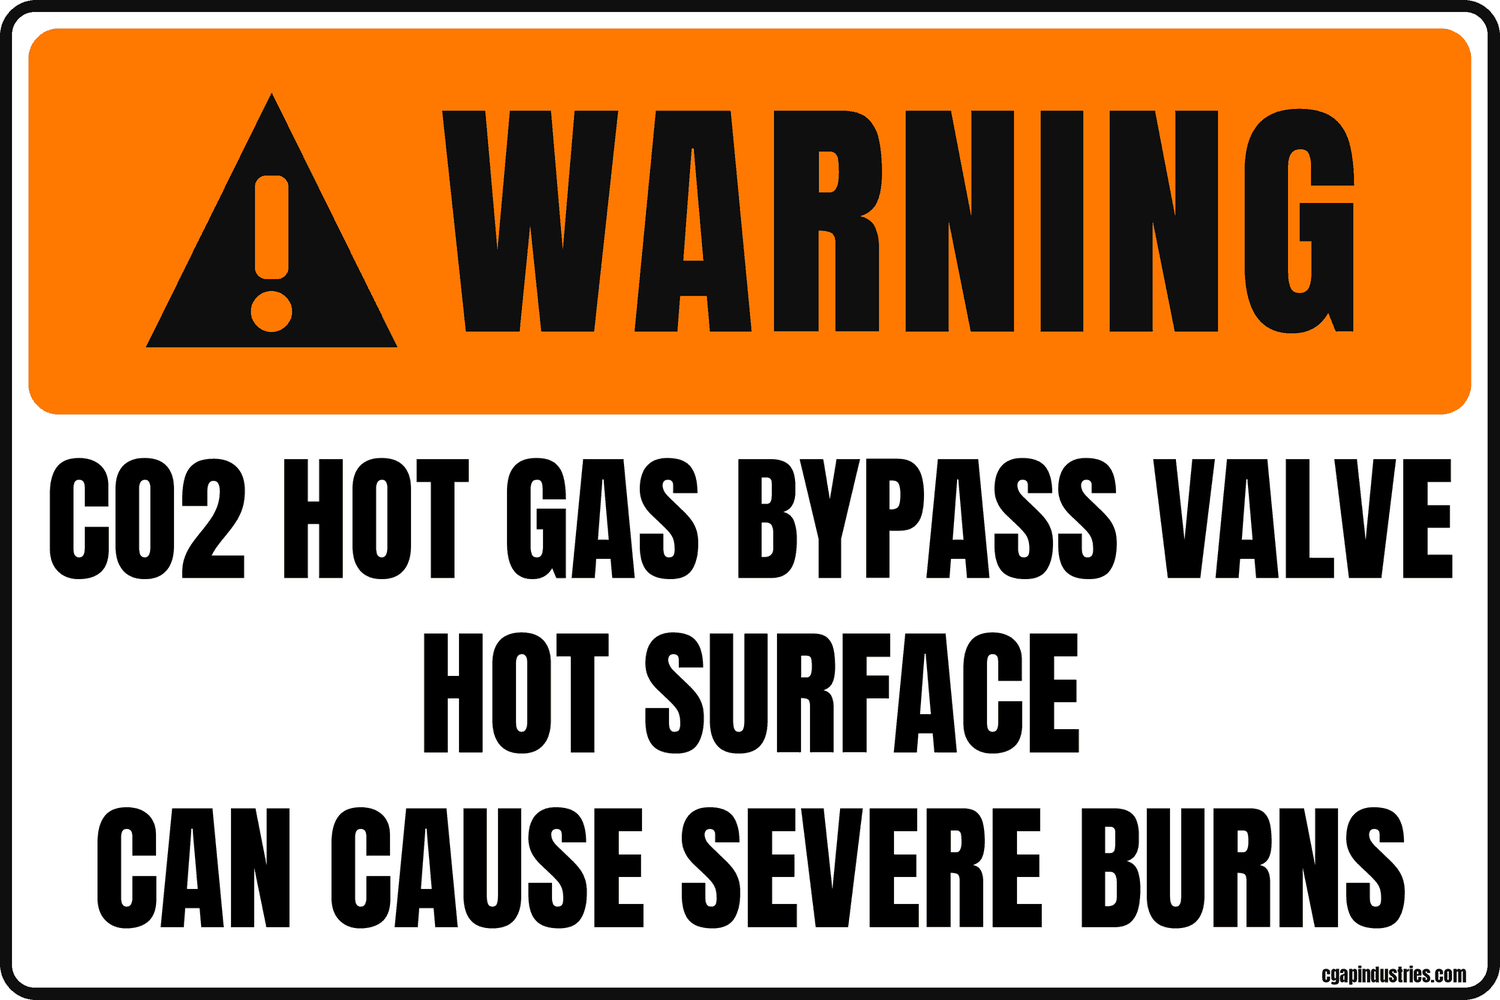 WARNING
CO2 HOT GAS BYPASS VALVE
HOT SURFACE
CAN CAUSE SEVERE BURNS
cgapindustries.com